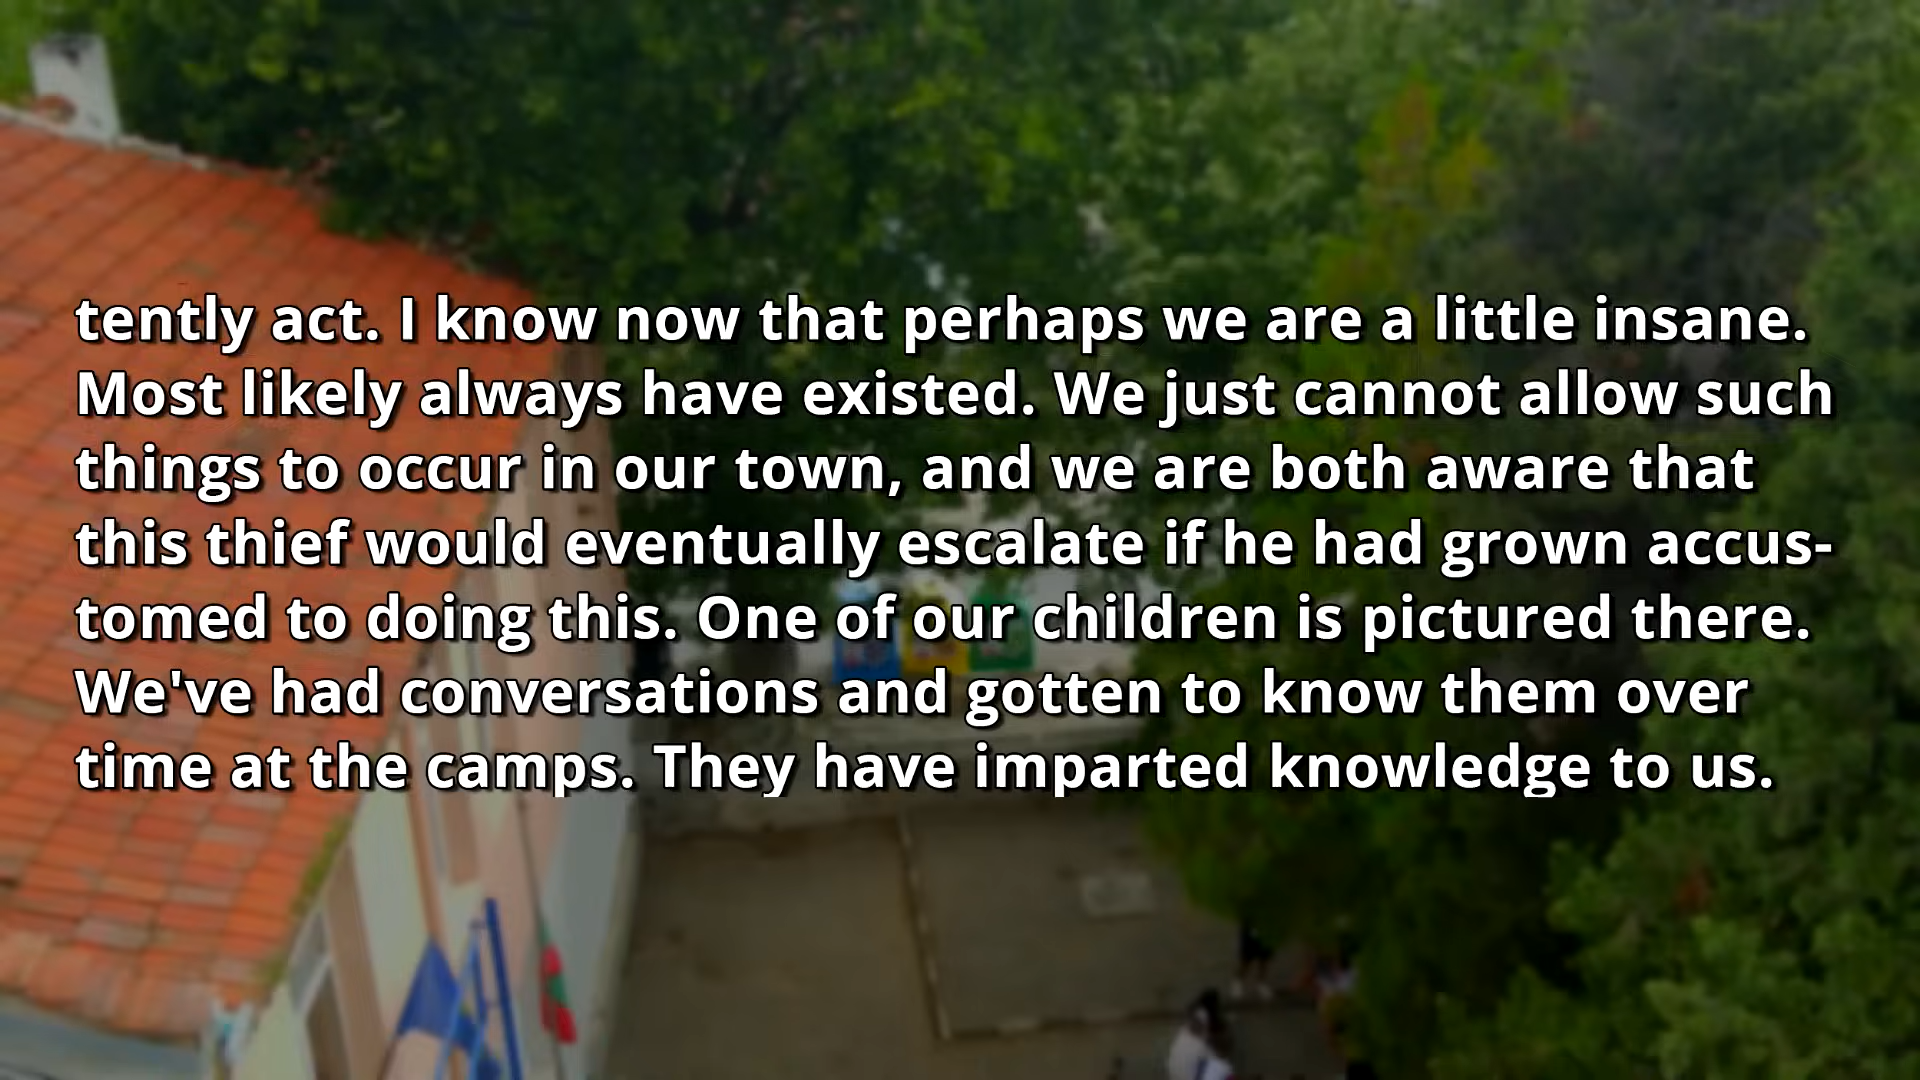 tently act. I know now that perhaps we are a little insane.
Most likely always have existed. We just cannot allow such
things to occur in our town, and we are both aware that
this thief would eventually escalate if he had grown accus-
tomed to doing this. One of our children is pictured there.
We've had conversations and gotten to know them over
time at the camps. They have imparted knowledge to us.